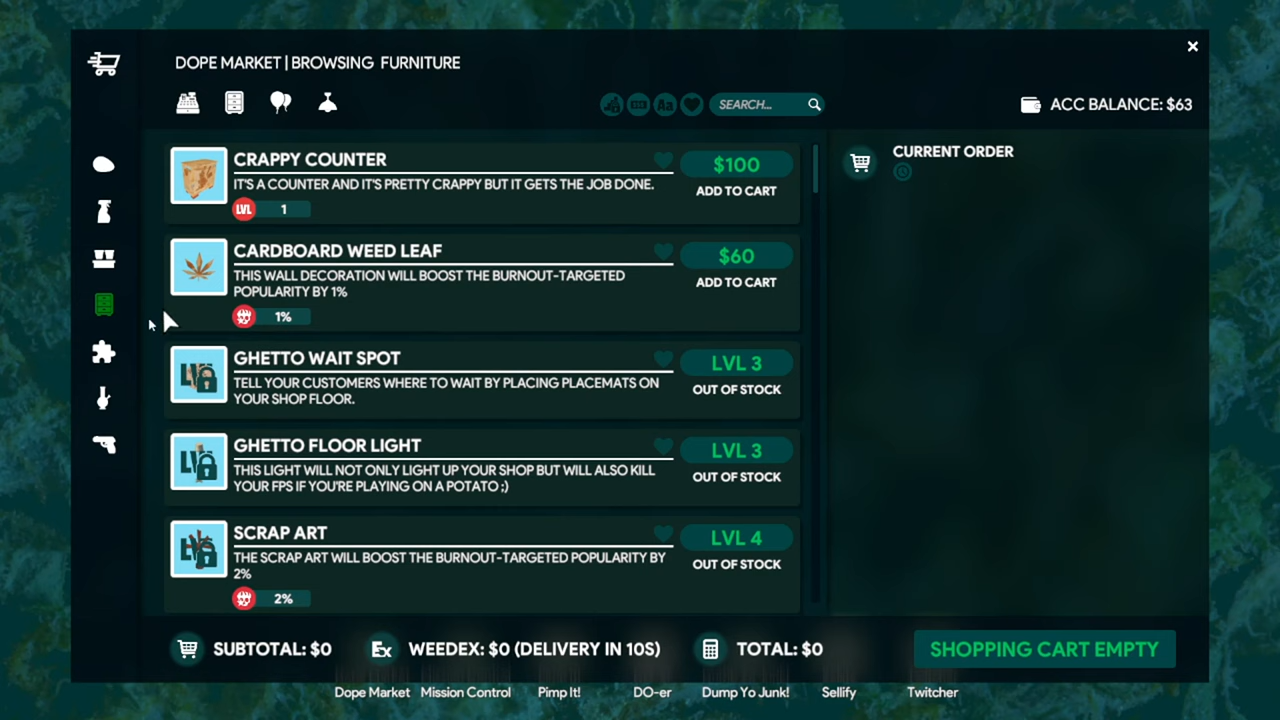 DOPE MARKET | BROWSING FURNITURE
Aa
SEARCH...
ACC BALANCE: $63
CRAPPY COUNTER
IT'S A COUNTER AND IT'S PRETTY CRAPPY BUT IT GETS THE JOB DONE.
LVL 1
$100
ADD TO CART
CARDBOARD WEED LEAF
THIS WALL DECORATION WILL BOOST THE BURNOUT-TARGETED
POPULARITY BY 1%
1%
$60
ADD TO CART
GHETTO WAIT SPOT
TELL YOUR CUSTOMERS WHERE TO WAIT BY PLACING PLACEMATS ON
YOUR SHOP FLOOR.
LVL 3
OUT OF STOCK
GHETTO FLOOR LIGHT
THIS LIGHT WILL NOT ONLY LIGHT UP YOUR SHOP BUT WILL ALSO KILL
YOUR FPS IF YOU'RE PLAYING ON A POTATO ;)
LVL 3
OUT OF STOCK
SCRAP ART
THE SCRAP ART WILL BOOST THE BURNOUT-TARGETED POPULARITY BY
2%
2%
LVL 4
OUT OF STOCK
CURRENT ORDER
SUBTOTAL: $0
Ex WEEDEX: $0 (DELIVERY IN 10S)
TOTAL: $0
SHOPPING CART EMPTY
Dope Market Mission Control Pimp It! DO-er Dump Yo Junk! Sellify Twitcher